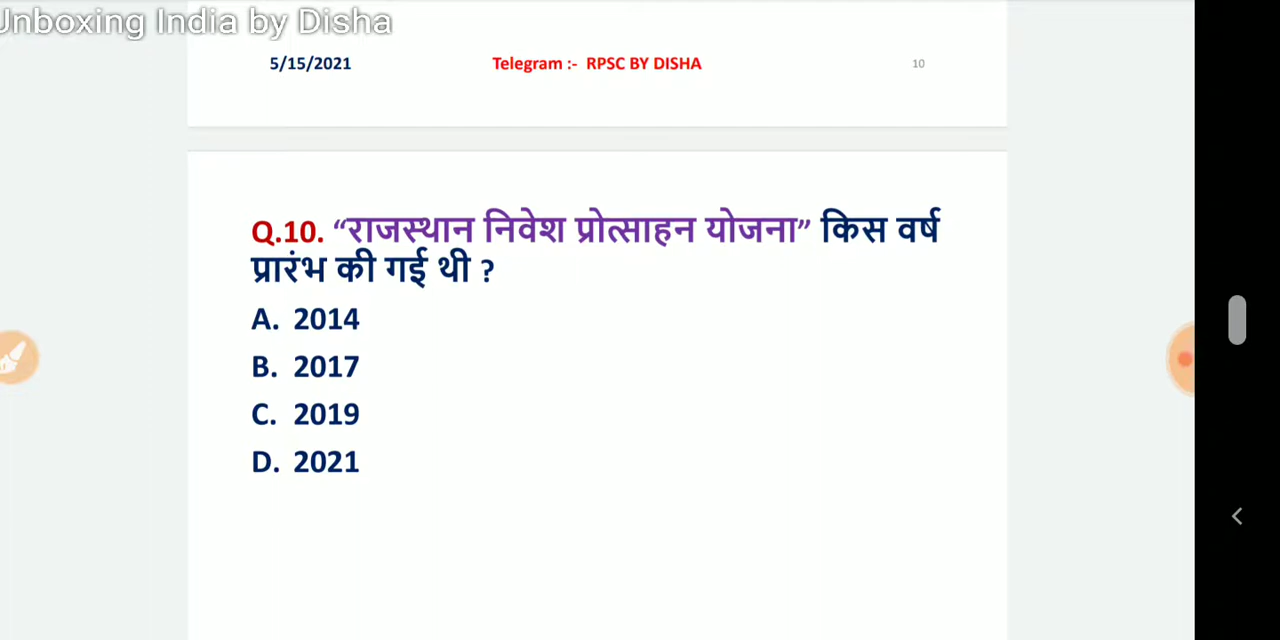 Unboxing India by Disha
5/15/2021 Telegram :- RPSC BY DISHA 10
Q.10. “राजस्थान निवेश प्रोत्साहन योजना” किस वर्ष
प्रारंभ की गई थी ?
A. 2014
B. 2017
C. 2019
D. 2021